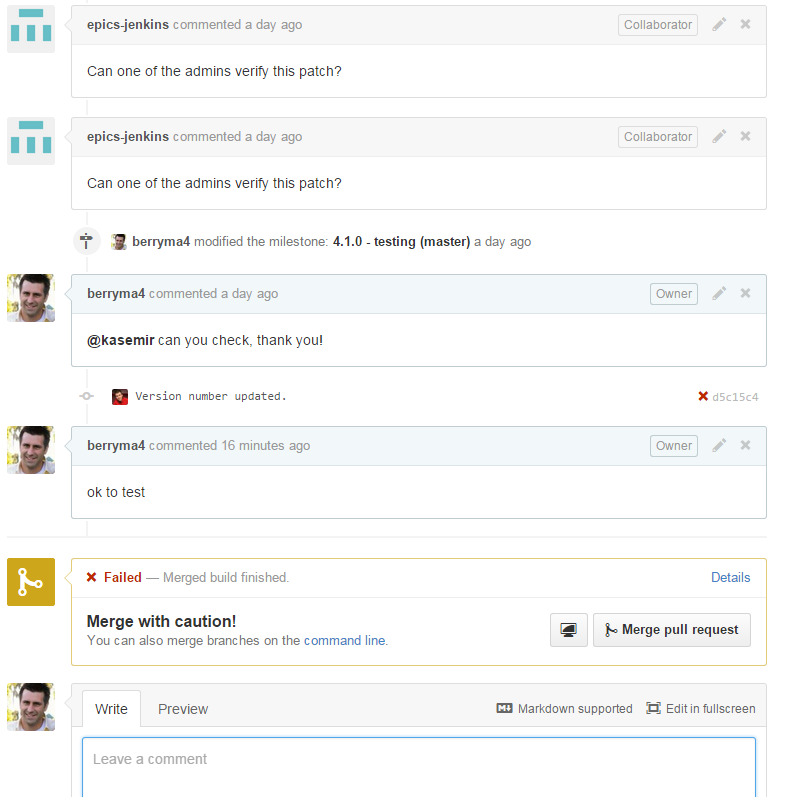 epics-jenkins commented a day ago Collaborator
Can one of the admins verify this patch?
epics-jenkins commented a day ago Collaborator
Can one of the admins verify this patch?
berryma4 modified the milestone: 4.1.0 - testing (master) a day ago
berryma4 commented a day ago Owner
@kasemir can you check, thank you!
Version number updated. d5c15c4
berryma4 commented 16 minutes ago Owner
ok to test
Failed — Merged build finished. Details
Merge with caution!
You can also merge branches on the command line.
Merge pull request
Write Preview Markdown supported Edit in fullscreen
Leave a comment